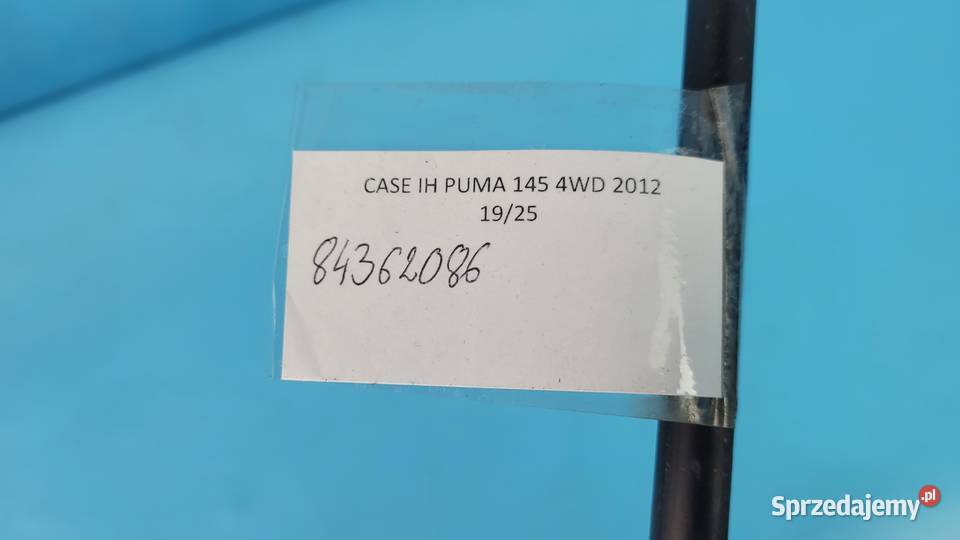 CASE IH PUMA 145 4WD 2012
19/25
84362086
Sprzedajemy.pl